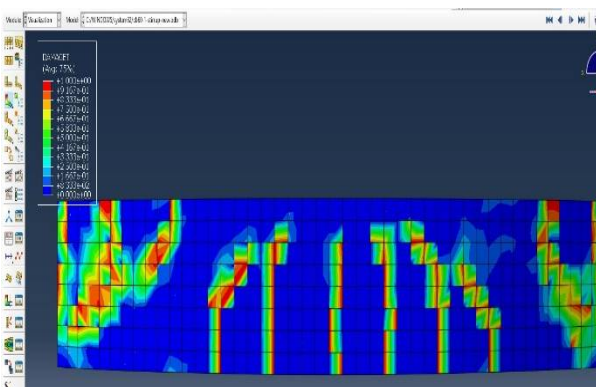 Module
Visualization
Model
DAMAGET
(Avg: 75%)
+1.000e+00
+9.167e-01
+8.333e-01
+7.500e-01
+6.667e-01
+5.833e-01
+5.000e-01
+4.167e-01
+3.333e-01
+2.500e-01
+1.667e-01
+8.333e-02
+0.000e+00